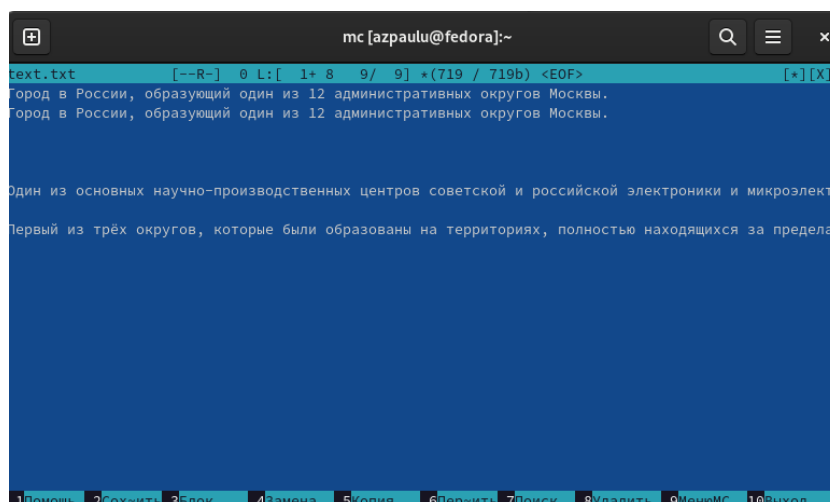 mc [azpaulu@fedora]:~
text.txt [--R-] 0 L:[ 1+ 8 9/ 9] *(719 / 719b) <EOF> [*][X]
Город в России, образующий один из 12 административных округов Москвы.
Город в России, образующий один из 12 административных округов Москвы.
Один из основных научно-производственных центров советской и российской электроники и микроэлект
Первый из трёх округов, которые были образованы на территориях, полностью находящихся за предела
1Помощь 2Сох~ить 3Блок 4Замена 5Копия 6Пер~ить 7Поиск 8Удалить 9МенюMC 10Выход